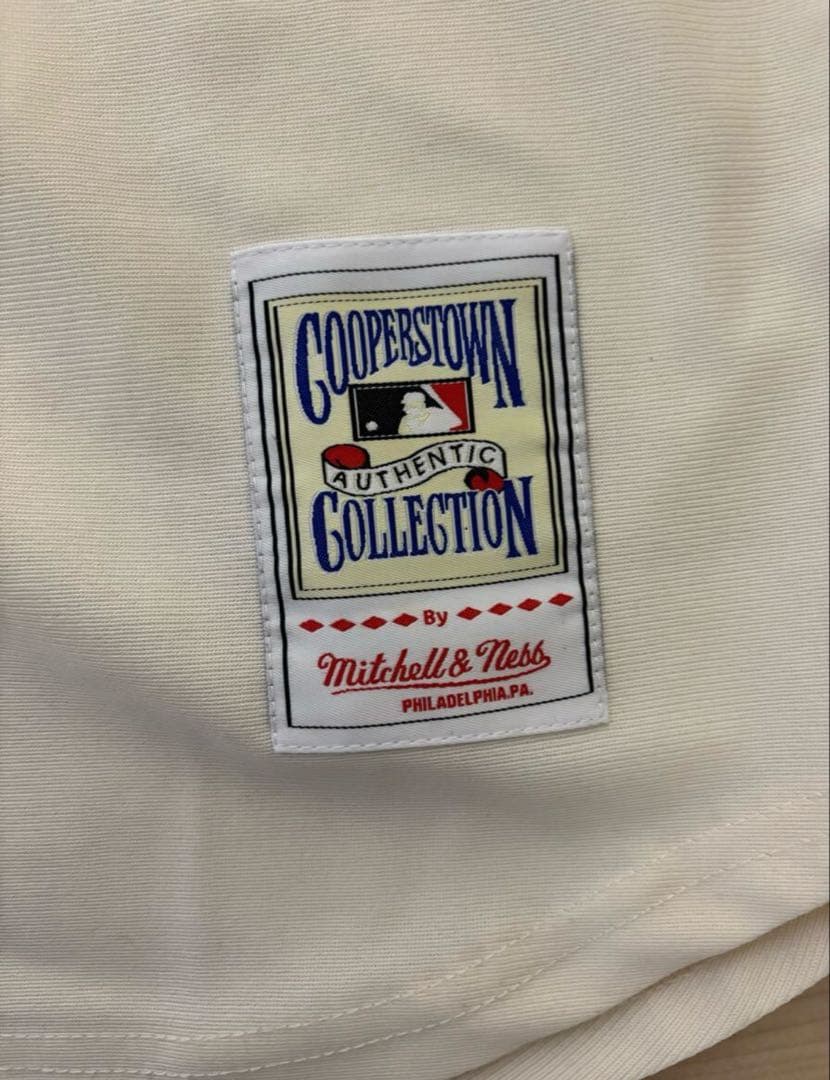 COOPERSTOWN
AUTHENTIC
COLLECTION
By
Mitchell & Ness
PHILADELPHIA.PA.